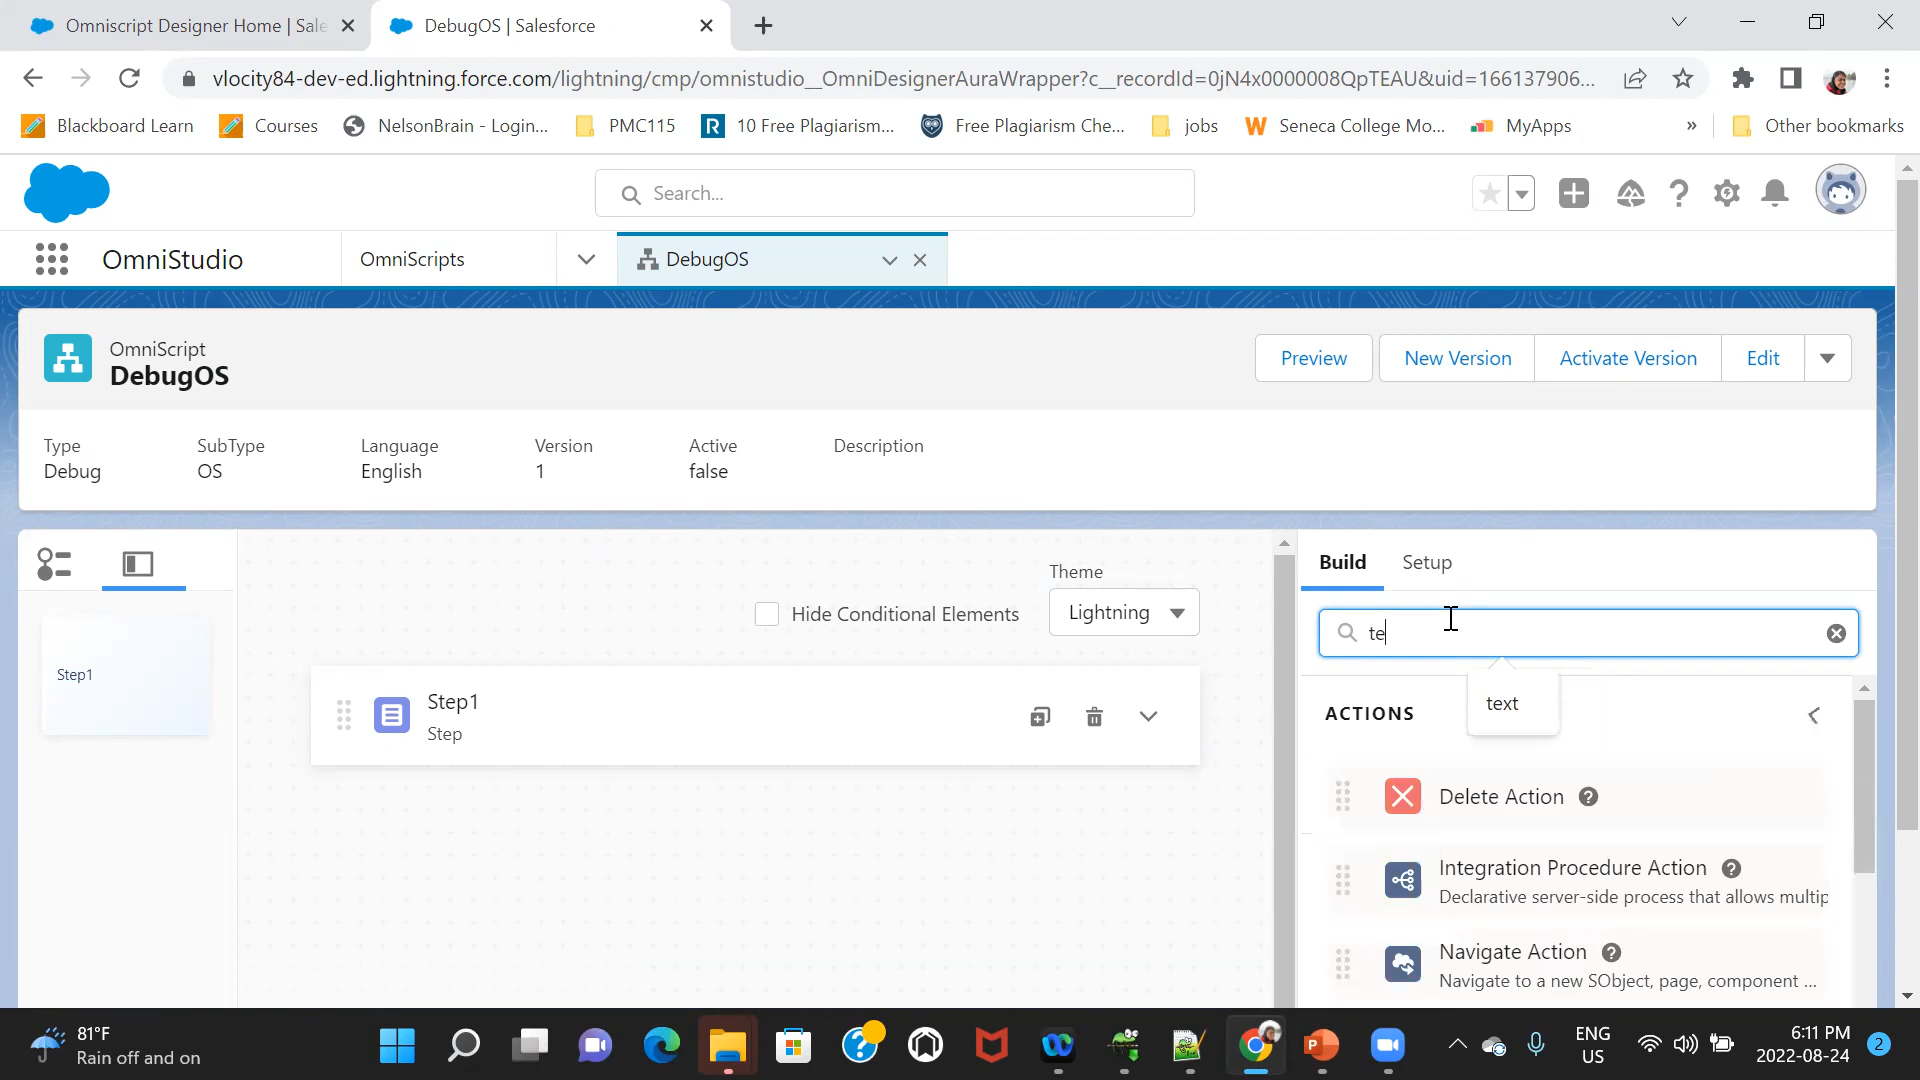 Omniscript Designer Home | Sale
DebugOS | Salesforce
vlocity84-dev-ed.lightning.force.com/lightning/cmp/omnistudio__OmniDesignerAuraWrapper?c__recordId=0jN4x0000008QpTEAU&uid=166137906...
Blackboard Learn
Courses
NelsonBrain - Login...
PMC115
R 10 Free Plagiarism...
Free Plagiarism Che...
jobs
W Seneca College Mo...
MyApps
»
Other bookmarks
Search...
OmniStudio
OmniScripts
DebugOS
OmniScript
DebugOS
Preview
New Version
Activate Version
Edit
Type
SubType
Language
Version
Active
Description
Debug
OS
English
1
false
Build
Setup
Theme
Hide Conditional Elements
Lightning
te
text
Step1
Step1
Step
ACTIONS
Delete Action
Integration Procedure Action
Declarative server-side process that allows multip
Navigate Action
Navigate to a new SObject, page, component ...
81°F
Rain off and on
ENG
US
6:11 PM
2022-08-24
2